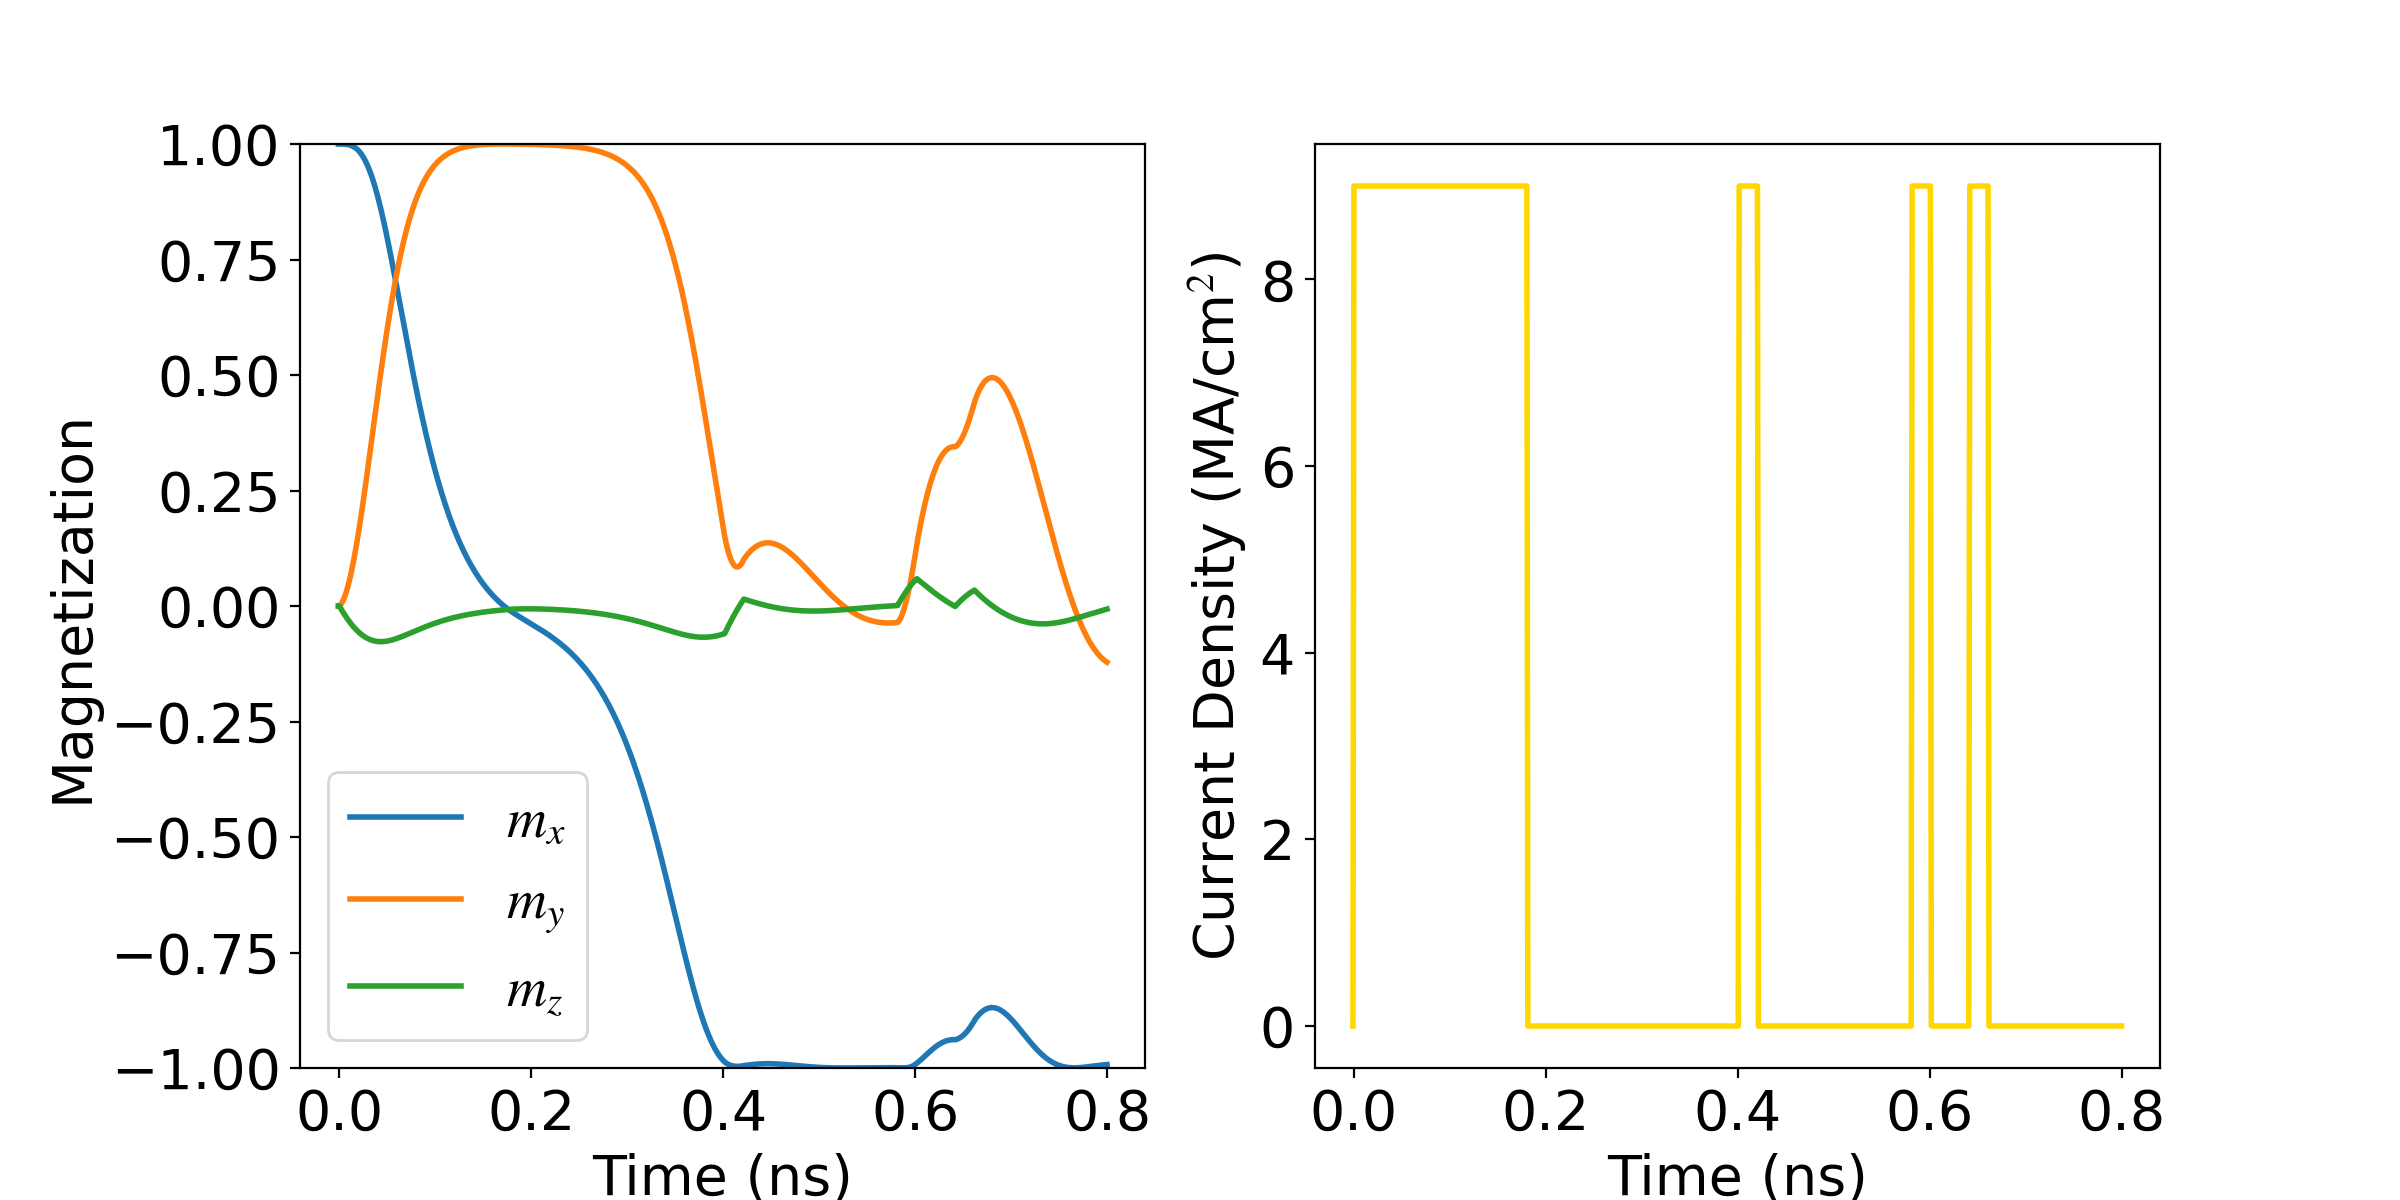 Magnetization
1.00
0.75
0.50
0.25
0.00
−0.25
−0.50
−0.75
−1.00
m_x
m_y
m_z
0.0 0.2 0.4 0.6 0.8
Time (ns)
Current Density (MA/cm²)
8
6
4
2
0
0.0 0.2 0.4 0.6 0.8
Time (ns)